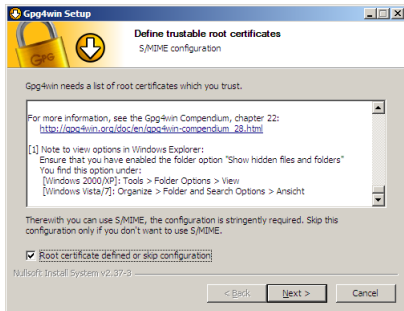 Gpg4win Setup
Define trustable root certificates
S/MIME configuration
GPG
Gpg4win needs a list of root certificates which you trust.
For more information, see the Gpg4win Compendium, chapter 22:
http://gpg4win.org/doc/en/gpg4win-compendium_28.html
[1] Note to view options in Windows Explorer:
Ensure that you have enabled the folder option "Show hidden files and folders"
You find this option under:
[Windows 2000/XP]: Tools > Folder Options > View
[Windows Vista/7]: Organize > Folder and Search Options > Ansicht
Therewith you can use S/MIME, the configuration is stringently required. Skip this
configuration only if you don't want to use S/MIME.
Root certificate defined or skip configuration
Nullsoft Install System v2.37-3
< Back
Next >
Cancel